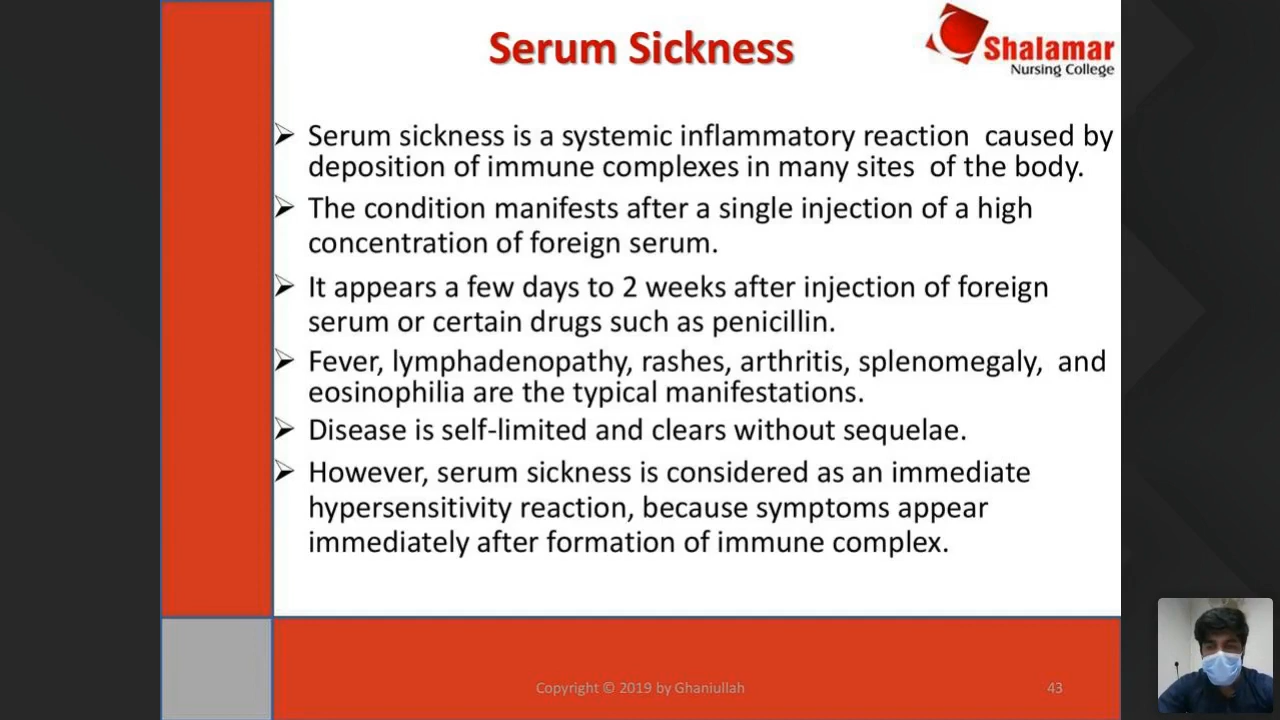 Serum Sickness
Shalamar
Nursing College
➢ Serum sickness is a systemic inflammatory reaction caused by
deposition of immune complexes in many sites of the body.
➢ The condition manifests after a single injection of a high
concentration of foreign serum.
➢ It appears a few days to 2 weeks after injection of foreign
serum or certain drugs such as penicillin.
➢ Fever, lymphadenopathy, rashes, arthritis, splenomegaly, and
eosinophilia are the typical manifestations.
➢ Disease is self-limited and clears without sequelae.
➢ However, serum sickness is considered as an immediate
hypersensitivity reaction, because symptoms appear
immediately after formation of immune complex.
Copyright © 2019 by Ghaniullah
43